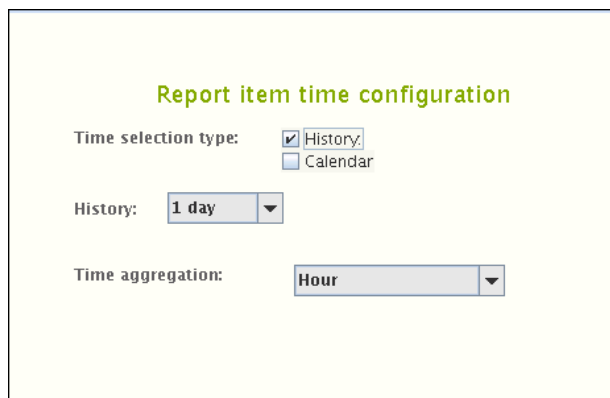 Report item time configuration
Time selection type: History
Calendar
History: 1 day
Time aggregation: Hour